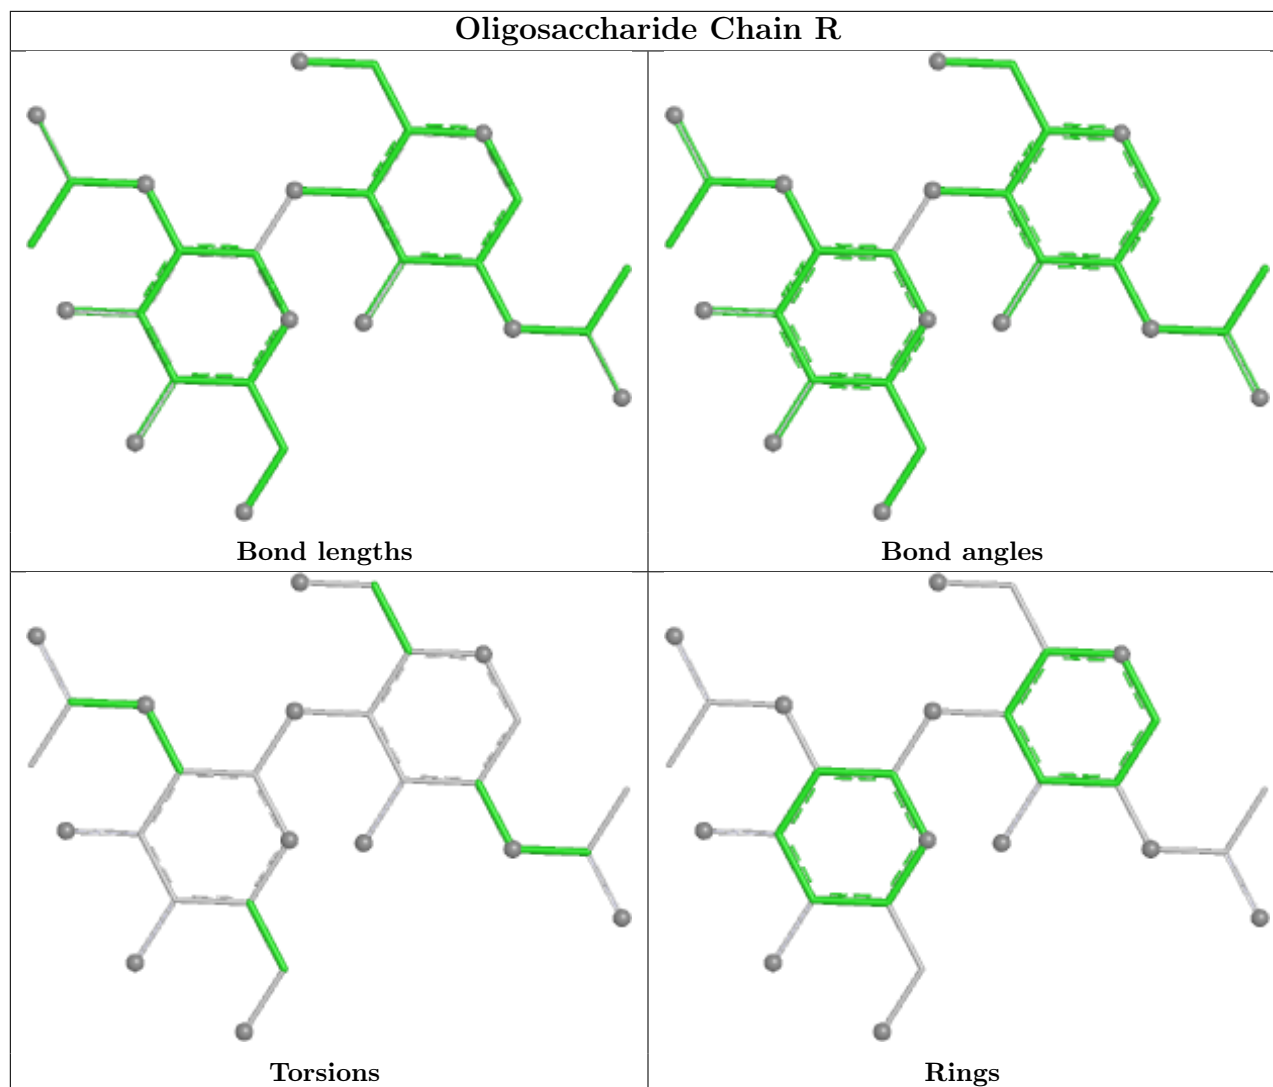 Oligosaccharide Chain R
Bond lengths
Bond angles
Torsions
Rings